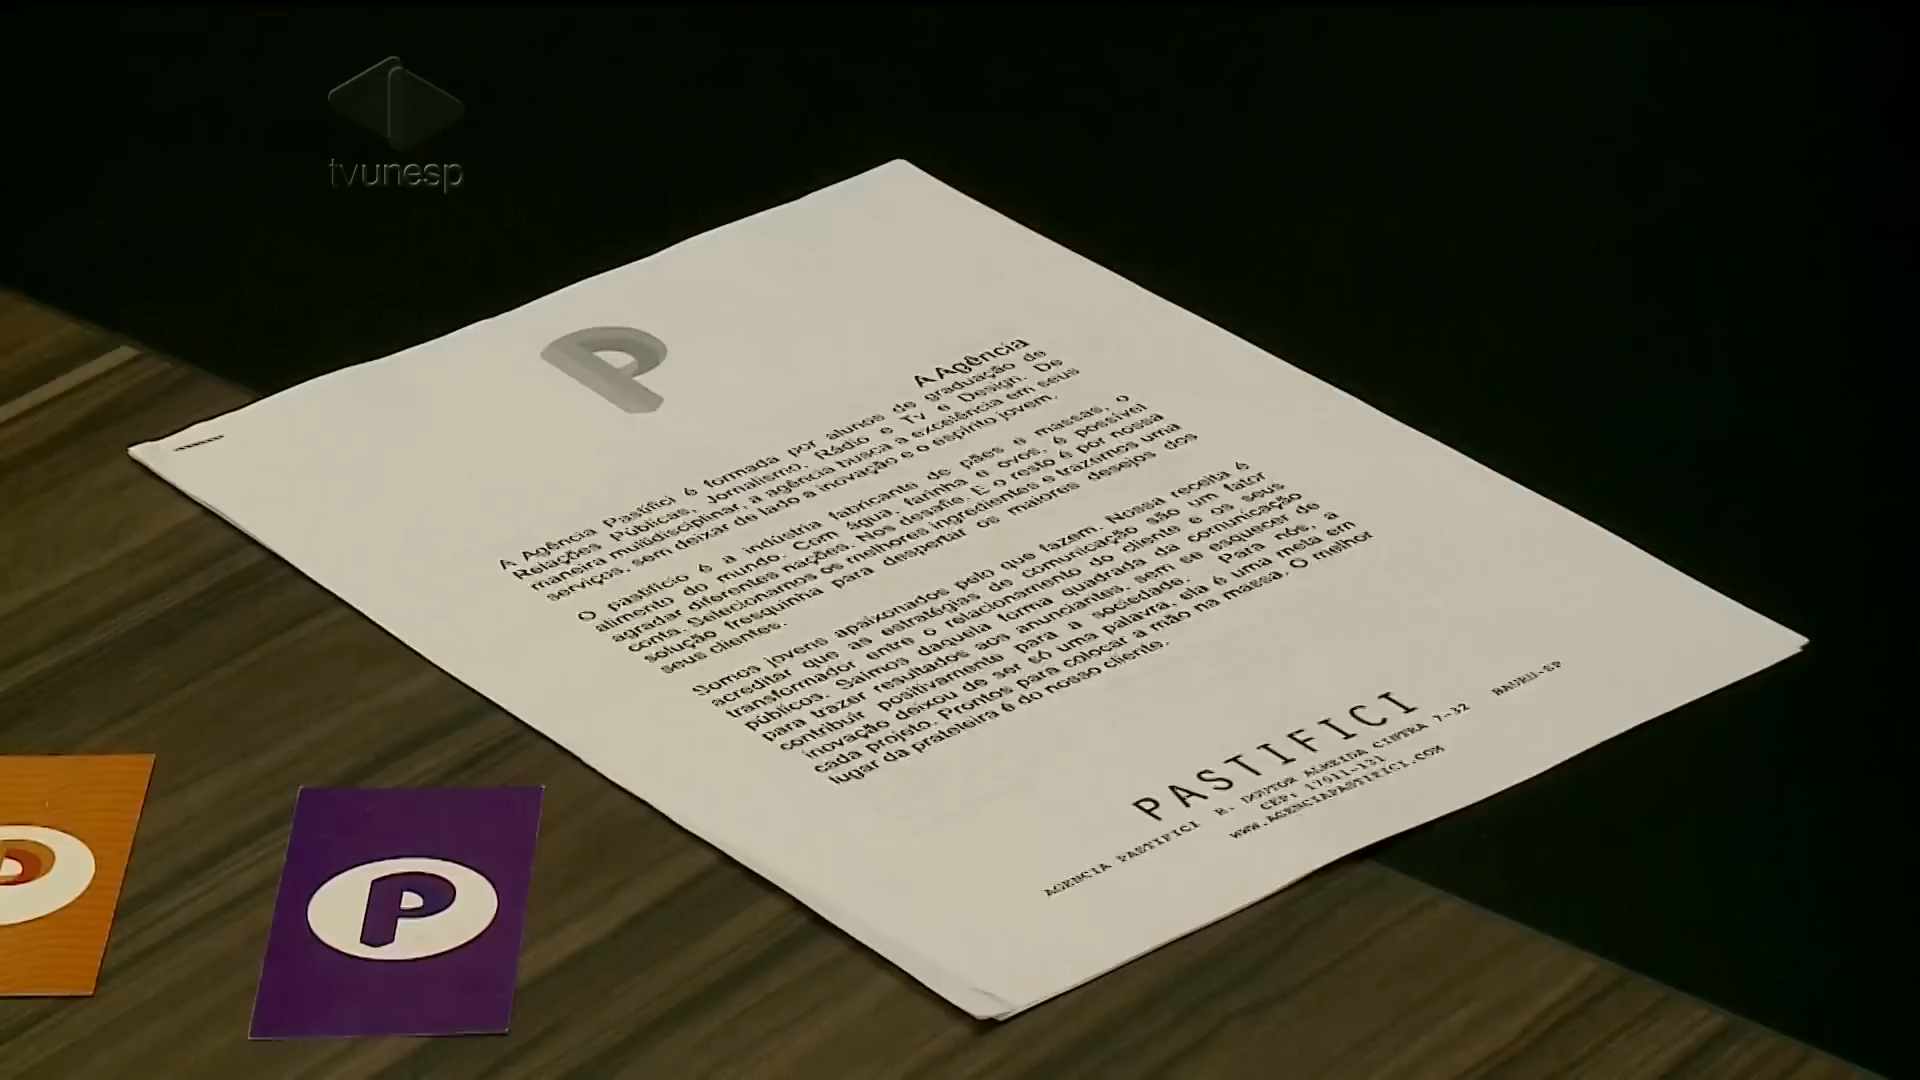 tvunesp
P
A Agência
A Agência Pastifici é formada por alunos de graduação de
Relações Públicas, Jornalismo, Rádio e Tv e Design. De
maneira multidisciplinar, a agência busca a excelência em seus
serviços, sem deixar de lado a inovação e o espírito jovem.
O pastifício é a indústria fabricante de pães e massas, o
alimento do mundo. Com água, farinha e ovos, é possível
agradar diferentes nações. Nos desafie. E o resto é por nossa
conta. Selecionamos os melhores ingredientes e trazemos uma
solução fresquinha para despertar os maiores desejos dos
seus clientes.
Somos jovens apaixonados pelo que fazem. Nossa receita é
acreditar que as estratégias de comunicação são um fator
transformador entre o relacionamento do cliente e os seus
públicos. Saímos daquela forma quadrada da comunicação
para trazer resultados aos anunciantes, sem se esquecer de
contribuir positivamente para a sociedade. Para nós, a
inovação deixou de ser só uma palavra, ela é uma meta em
cada projeto. Prontos para colocar a mão na massa. O melhor
lugar da prateleira é do nosso cliente.
PASTIFICI
AGENCIA PASTIFICI R. DOUTOR ALMEIDA CINTRA 7-32 BAURU-SP
CEP: 17011-131
WWW.AGENCIAPASTIFICI.COM
P
P